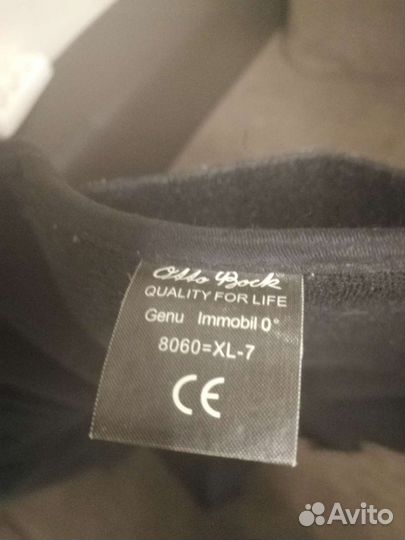 Otto Bock
QUALITY FOR LIFE
Genu Immobil 0°
8060=XL-7
CE
Avito